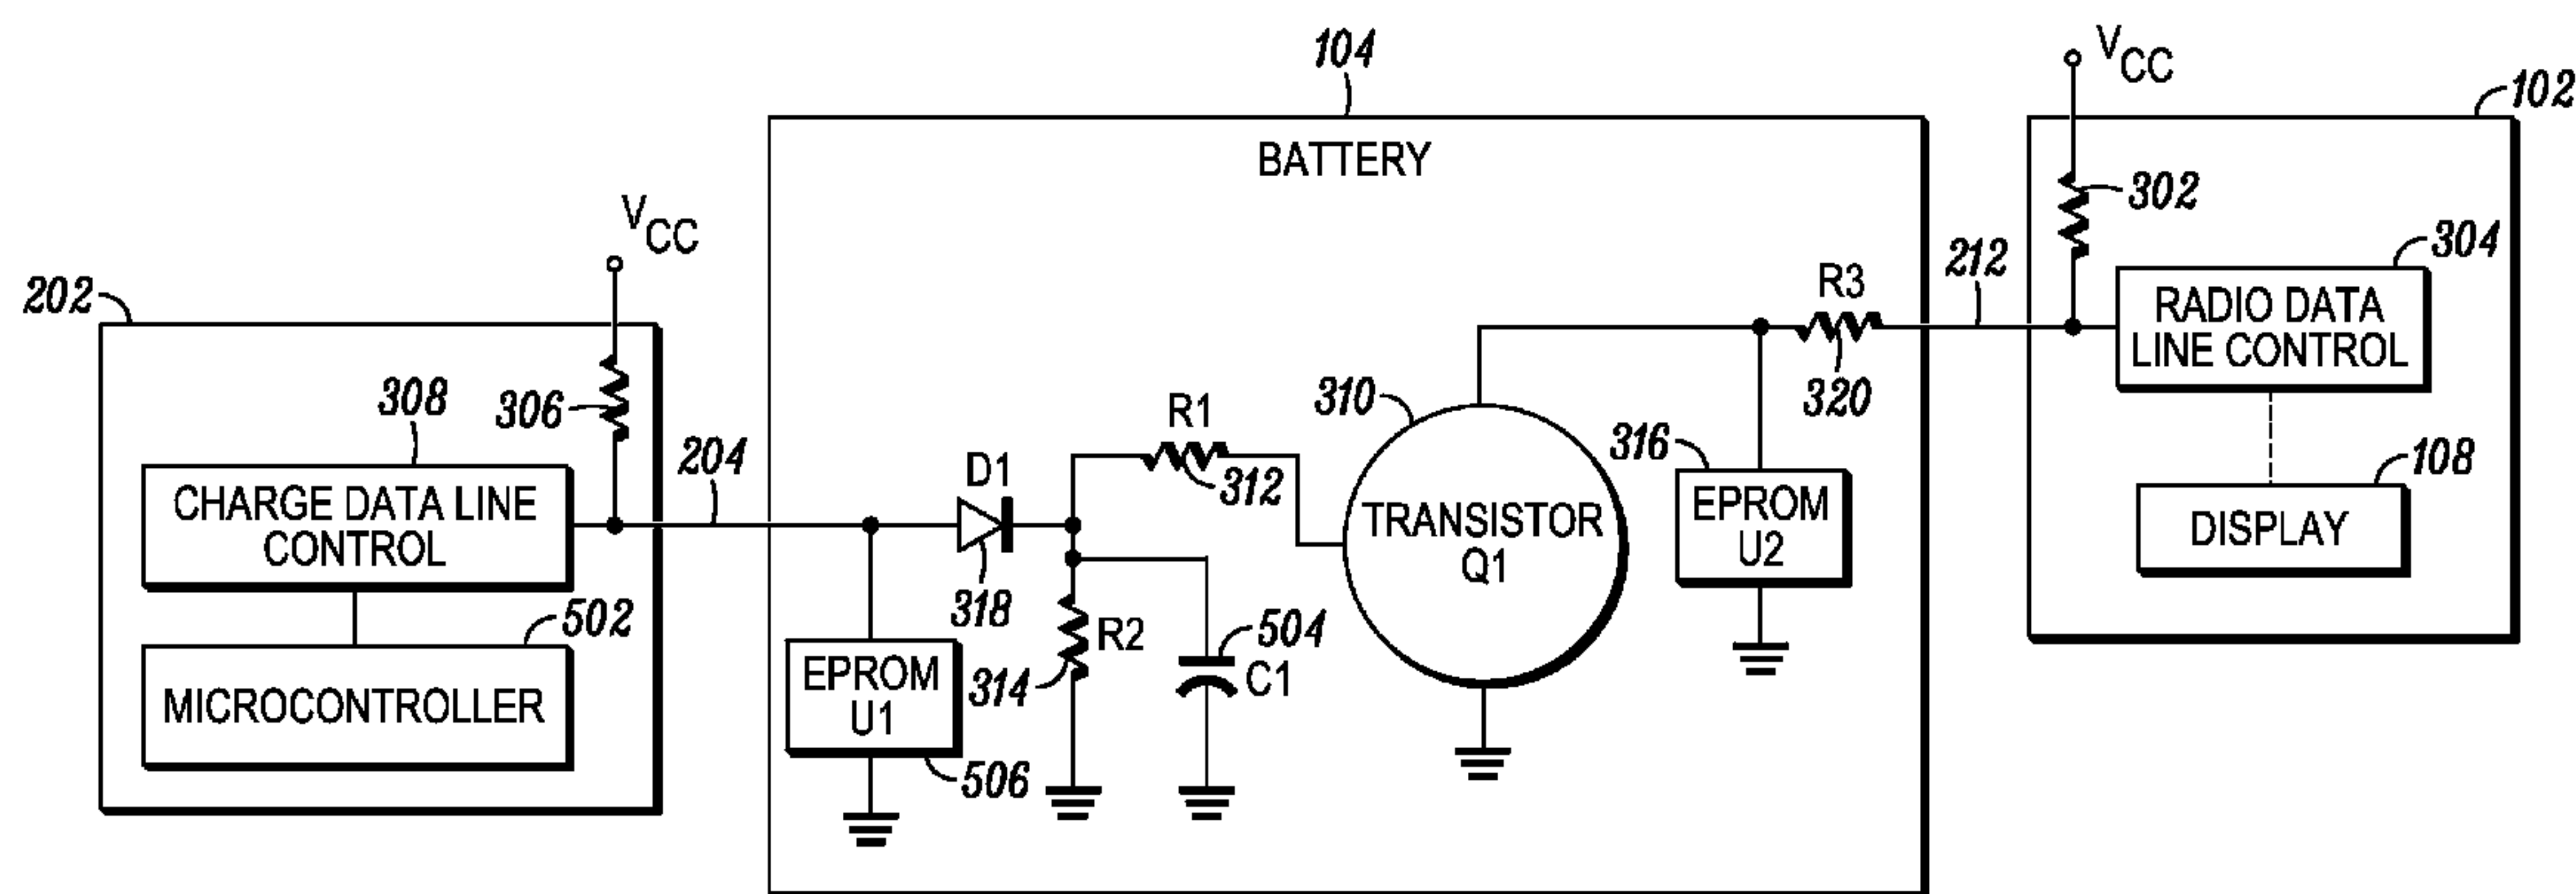 104
V CC
102
BATTERY
302
V CC
212
304
202
R3
RADIO DATA
LINE CONTROL
308
306
310
320
R1
316
204
D1
312
108
CHARGE DATA LINE
CONTROL
TRANSISTOR
Q1
EPROM
U2
DISPLAY
502
318
504
R2
MICROCONTROLLER
EPROM
U1
314
C1
506